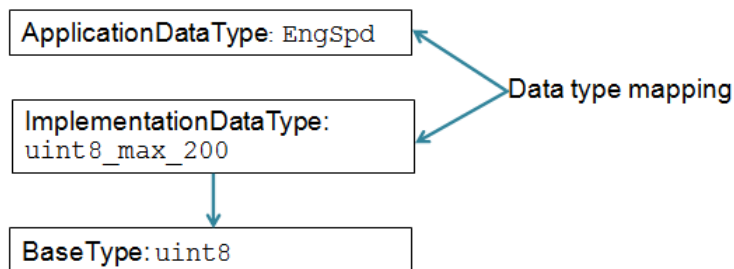 ApplicationDataType: EngSpd
Data type mapping
ImplementationDataType:
uint8_max_200
BaseType: uint8